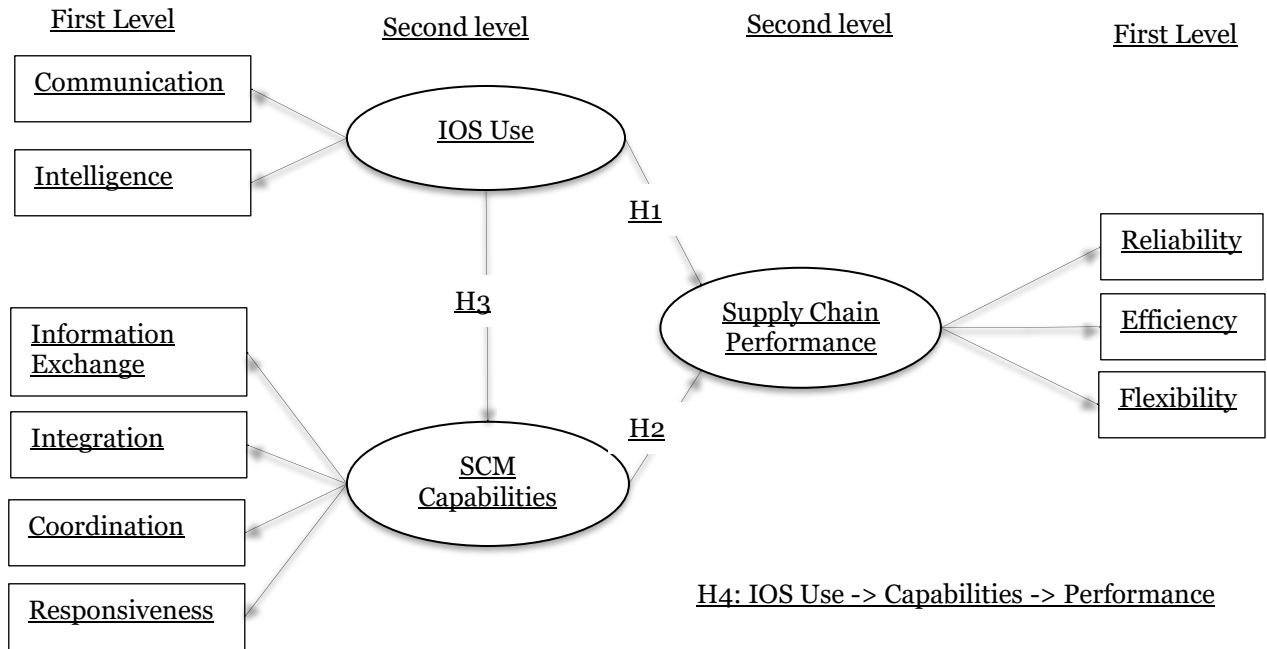 First Level
Second level
Second level
First Level
Communication
IOS Use
Intelligence
H1
Reliability
H3
Information
Exchange
Supply Chain
Performance
Efficiency
Flexibility
Integration
H2
SCM
Capabilities
Coordination
Responsiveness
H4: IOS Use -> Capabilities -> Performance